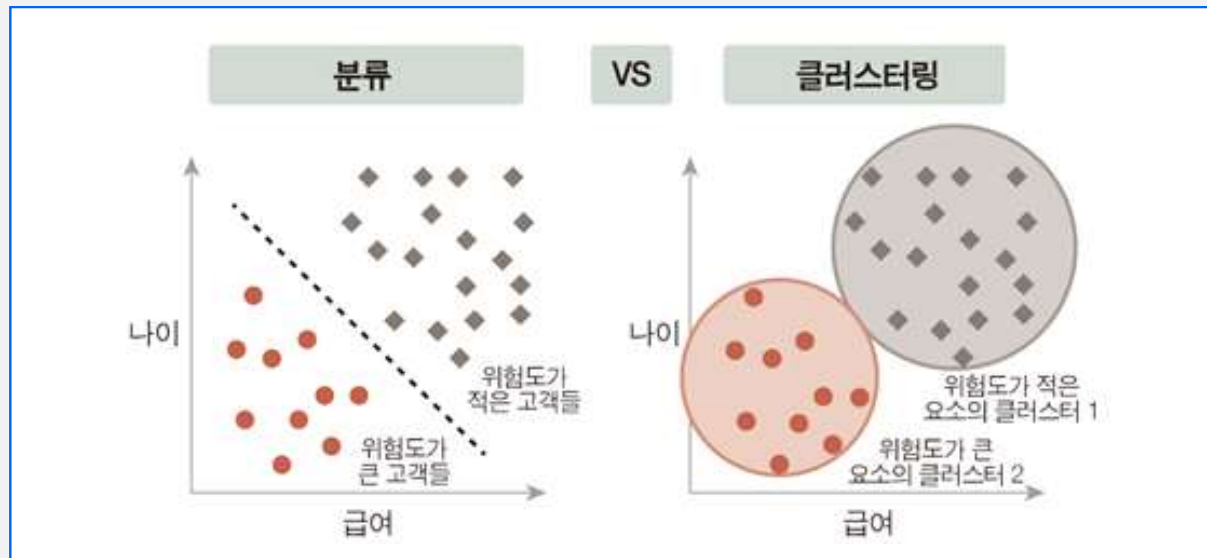 분류
VS
클러스터링
나이
위험도가
적은 고객들
위험도가
큰 고객들
급여
나이
위험도가 적은
요소의 클러스터 1
위험도가 큰
요소의 클러스터 2
급여